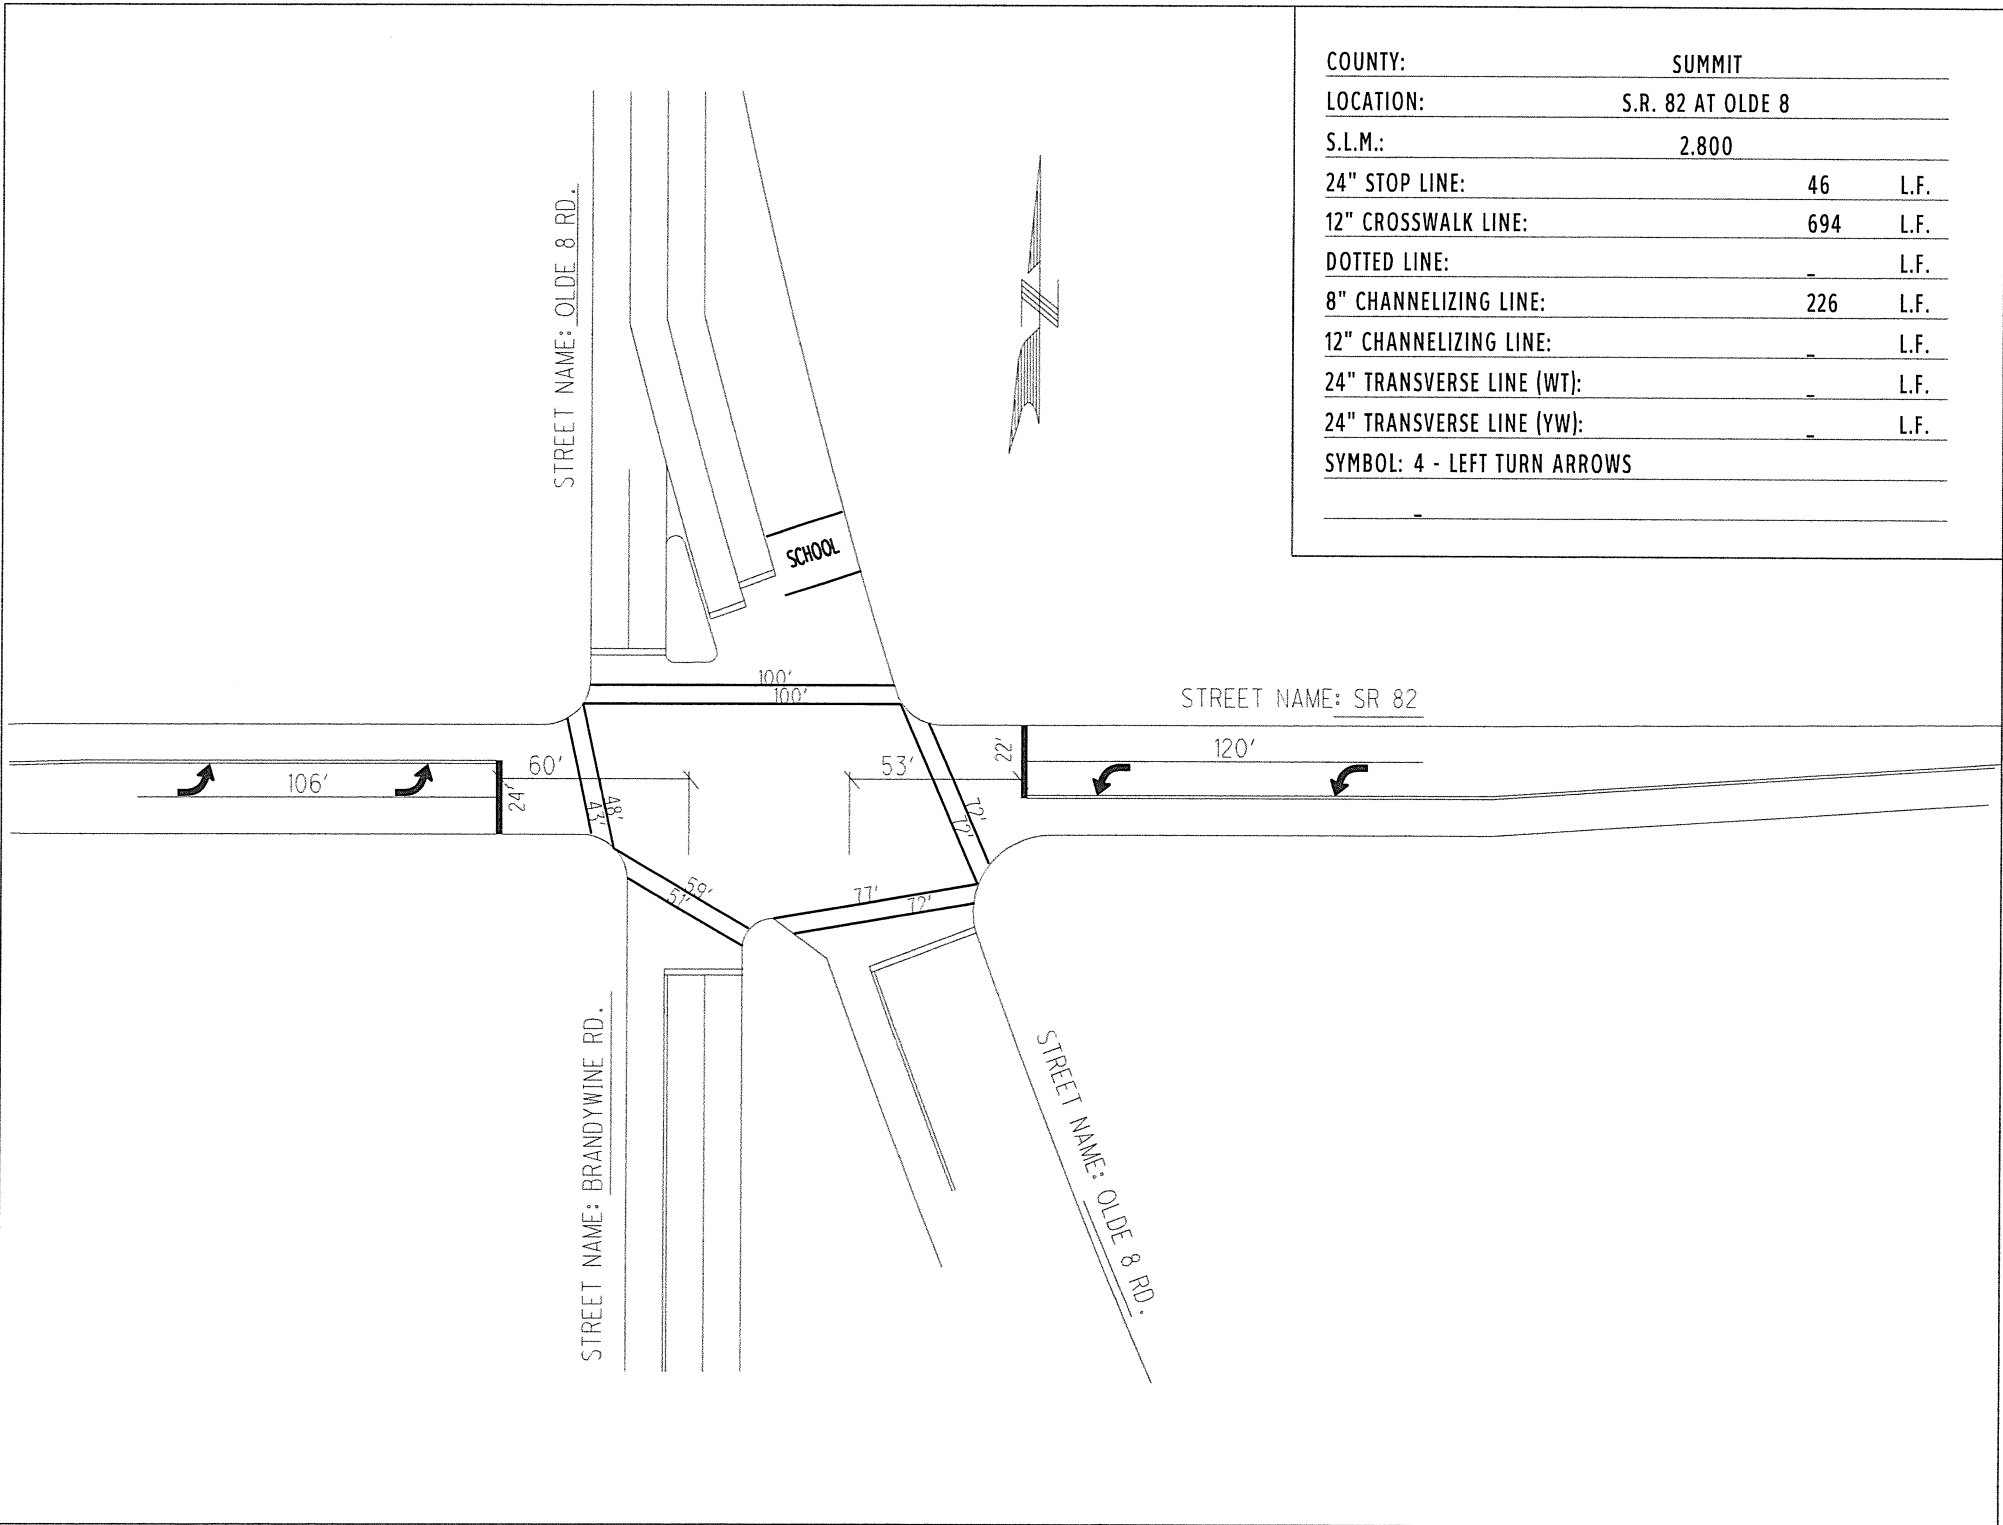 COUNTY: SUMMIT
LOCATION: S.R. 82 AT OLDE 8
S.L.M.: 2.800
24" STOP LINE: 46 L.F.
12" CROSSWALK LINE: 694 L.F.
DOTTED LINE: - L.F.
8" CHANNELIZING LINE: 226 L.F.
12" CHANNELIZING LINE: - L.F.
24" TRANSVERSE LINE (WT): - L.F.
24" TRANSVERSE LINE (YW): - L.F.
SYMBOL: 4 - LEFT TURN ARROWS
-
STREET NAME: OLDE 8 RD.
SCHOOL
100'
100'
STREET NAME: SR 82
106'
24'
60'
43'
48'
53'
22'
120'
72'
72'
59'
51'
77'
72'
STREET NAME: BRANDYWINE RD.
STREET NAME: OLDE 8 RD.